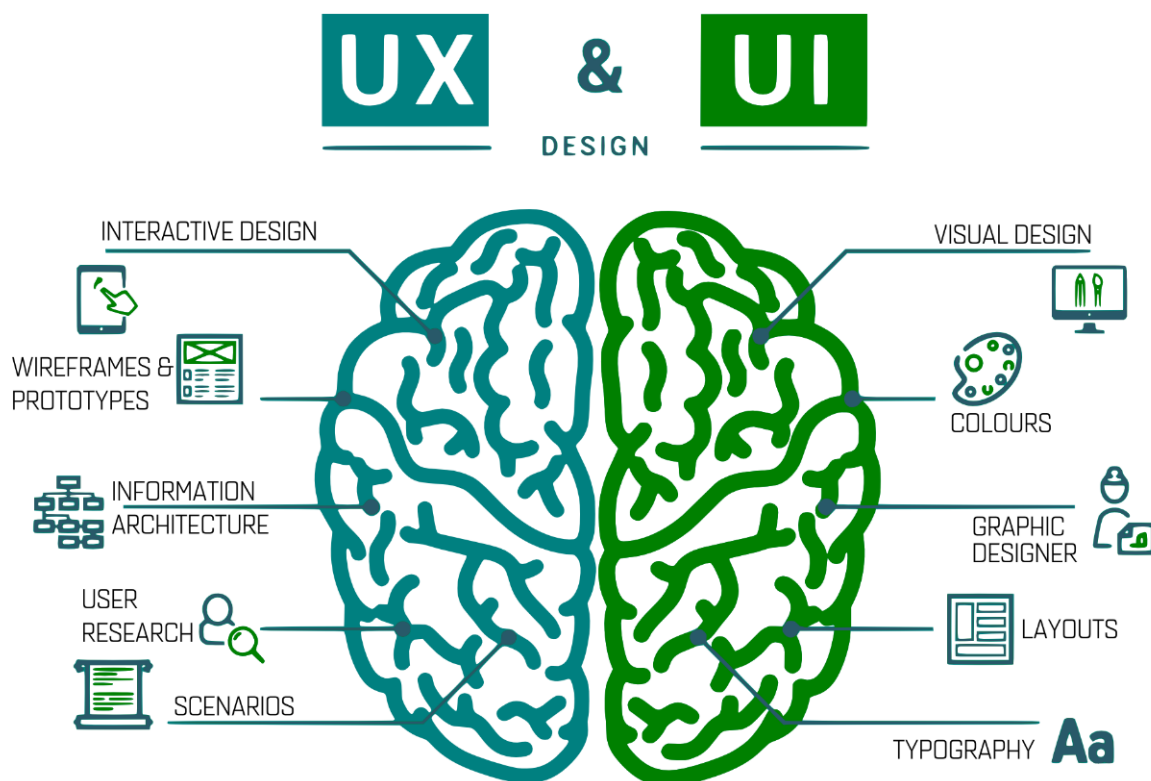 UX & UI
DESIGN
INTERACTIVE DESIGN
WIREFRAMES &
PROTOTYPES
INFORMATION
ARCHITECTURE
USER
RESEARCH
SCENARIOS
VISUAL DESIGN
COLOURS
GRAPHIC
DESIGNER
LAYOUTS
TYPOGRAPHY Aa